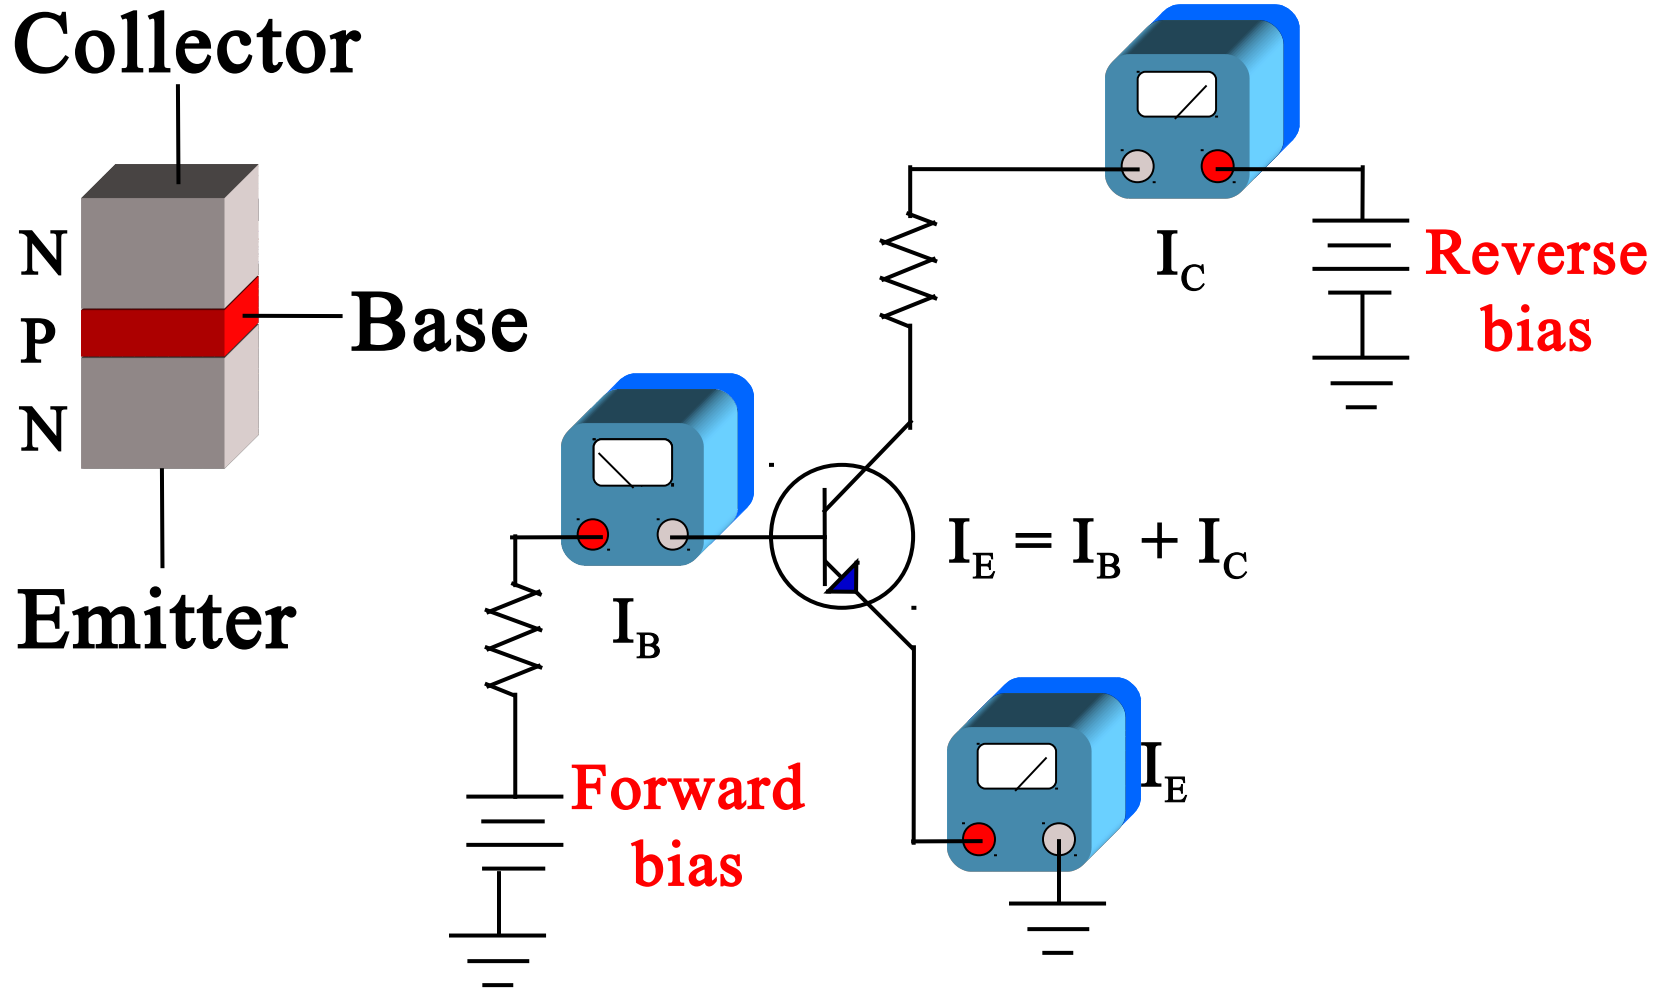 Collector
N
P
N
Base
Emitter
I_C
Reverse
bias
I_B
I_E = I_B + I_C
Forward
bias
I_E